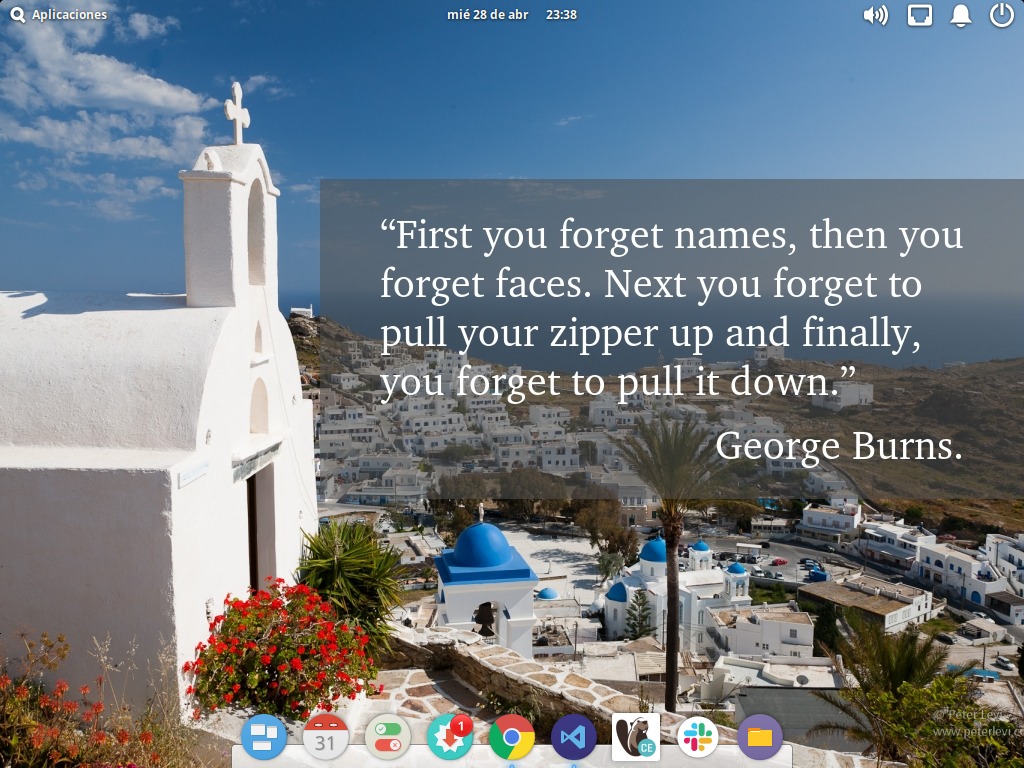 Aplicaciones
mié 28 de abr 23:38
“First you forget names, then you
forget faces. Next you forget to
pull your zipper up and finally,
you forget to pull it down.”
George Burns.
© Peter Levi
www.peterlevi.co
31
1
CE